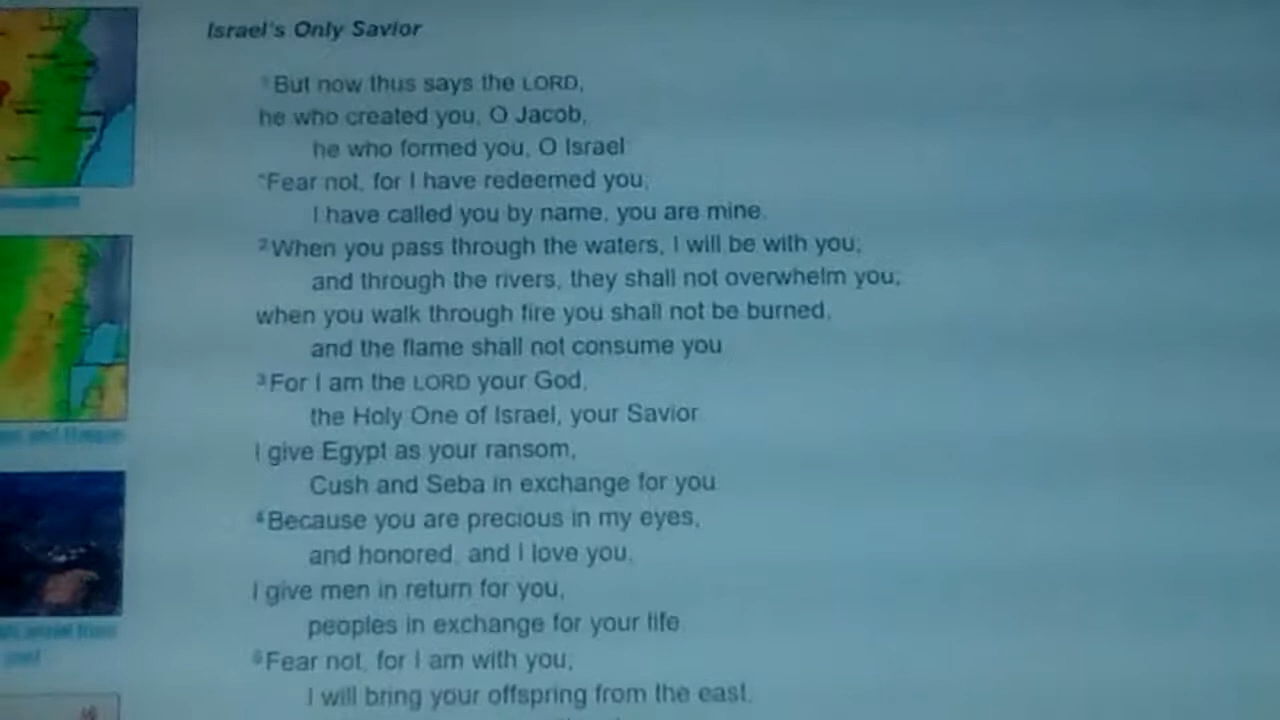 Israel's Only Savior
1 But now thus says the LORD,
he who created you, O Jacob,
he who formed you, O Israel
"Fear not, for I have redeemed you;
I have called you by name, you are mine.
2 When you pass through the waters, I will be with you;
and through the rivers, they shall not overwhelm you;
when you walk through fire you shall not be burned,
and the flame shall not consume you
3 For I am the LORD your God,
the Holy One of Israel, your Savior
I give Egypt as your ransom,
Cush and Seba in exchange for you
4 Because you are precious in my eyes,
and honored, and I love you,
I give men in return for you,
peoples in exchange for your life
5 Fear not, for I am with you;
I will bring your offspring from the east,